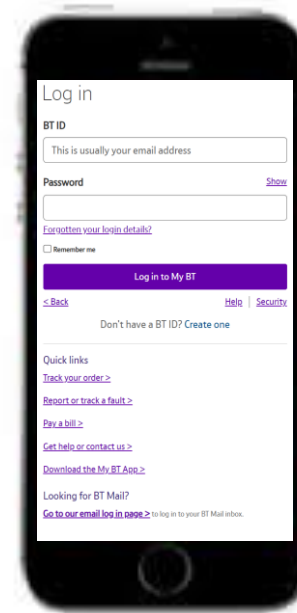 Log in
BT ID
This is usually your email address
Password Show
Forgotten your login details?
Remember me
Log in to My BT
< Back Help | Security
Don't have a BT ID? Create one
Quick links
Track your order >
Report or track a fault >
Pay a bill >
Get help or contact us >
Download the My BT App >
Looking for BT Mail?
Go to our email log in page > to log in to your BT Mail inbox.